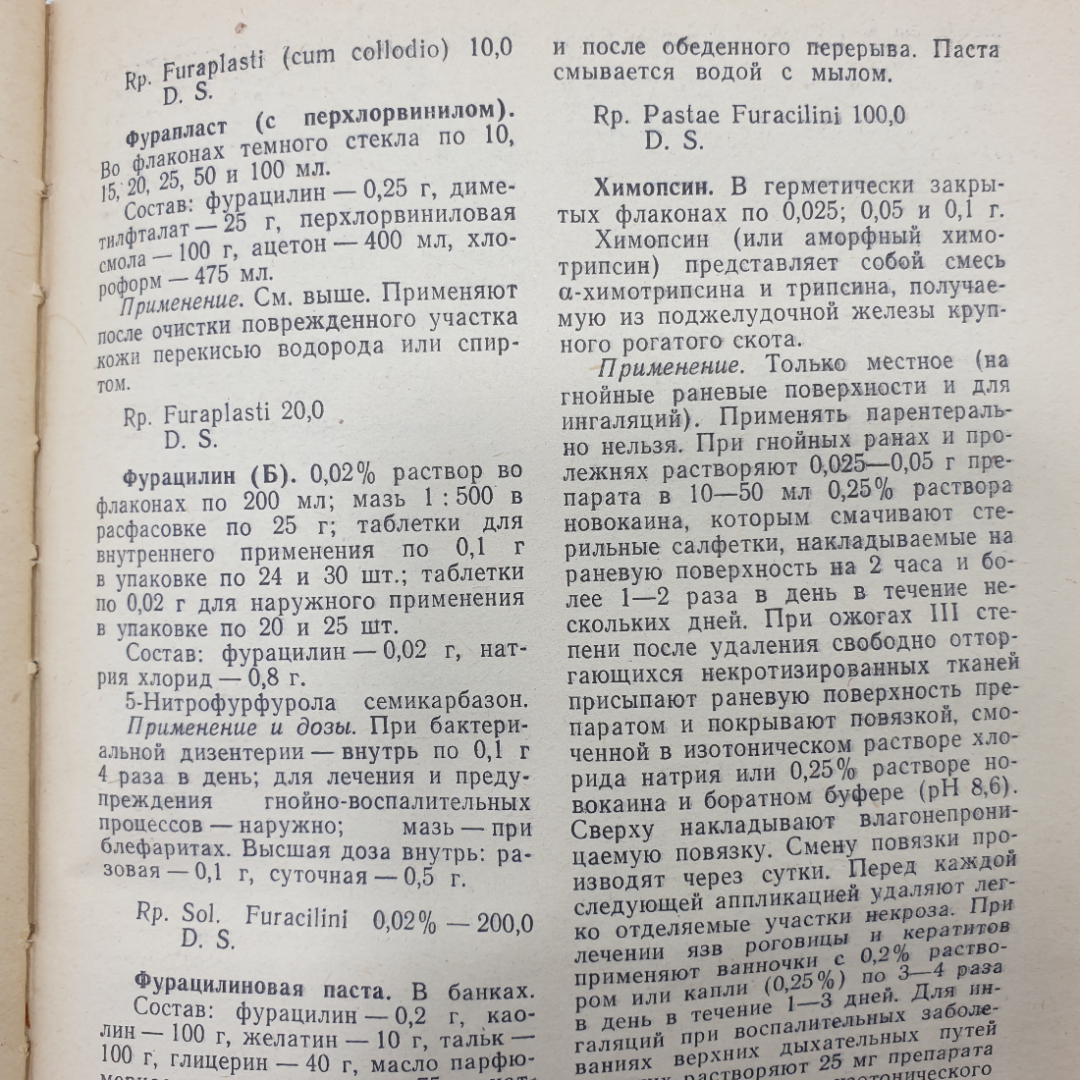 Rp. Furaplasti (cum collodio) 10,0
D. S.
Фурапласт (с перхлорвинилом).
Во флаконах темного стекла по 10,
15, 20, 25, 50 и 100 мл.
Состав: фурацилин — 0,25 г, диме-
тилфталат — 25 г, перхлорвиниловая
смола — 100 г, ацетон — 400 мл, хло-
роформ — 475 мл.
Применение. См. выше. Применяют
после очистки поврежденного участка
кожи перекисью водорода или спир-
том.
Rp. Furaplasti 20,0
D. S.
Фурацилин (Б). 0,02% раствор во
флаконах по 200 мл; мазь 1 : 500 в
расфасовке по 25 г; таблетки для
внутреннего применения по 0,1 г
в упаковке по 24 и 30 шт.; таблетки
по 0,02 г для наружного применения
в упаковке по 20 и 25 шт.
Состав: фурацилин — 0,02 г, нат-
рия хлорид — 0,8 г.
5-Нитрофурфурола семикарбазон.
Применение и дозы. При бактери-
альной дизентерии — внутрь по 0,1 г
4 раза в день; для лечения и преду-
преждения гнойно-воспалительных
процессов — наружно; мазь — при
блефаритах. Высшая доза внутрь: ра-
зовая — 0,1 г, суточная — 0,5 г.
Rp. Sol. Furacilini 0,02% — 200,0
D. S.
Фурацилиновая паста. В банках.
Состав: фурацилин — 0,2 г, као-
лин — 100 г, желатин — 10 г, тальк —
100 г, глицерин — 40 г, масло парфю-
и после обеденного перерыва. Паста
смывается водой с мылом.
Rp. Pastae Furacilini 100,0
D. S.
Химопсин. В герметически закры-
тых флаконах по 0,025; 0,05 и 0,1 г.
Химопсин (или аморфный химо-
трипсин) представляет собой смесь
α-химотрипсина и трипсина, получае-
мую из поджелудочной железы круп-
ного рогатого скота.
Применение. Только местное (на
гнойные раневые поверхности и для
ингаляций). Применять парентераль-
но нельзя. При гнойных ранах и про-
лежнях растворяют 0,025—0,05 г пре-
парата в 10—50 мл 0,25% раствора
новокаина, которым смачивают сте-
рильные салфетки, накладываемые на
раневую поверхность на 2 часа и бо-
лее 1—2 раза в день в течение не-
скольких дней. При ожогах III сте-
пени после удаления свободно оттор-
гающихся некротизированных тканей
присыпают раневую поверхность пре-
паратом и покрывают повязкой, смо-
ченной в изотоническом растворе хло-
рида натрия или 0,25% растворе но-
вокаина и боратном буфере (pH 8,6).
Сверху накладывают влагонепрони-
цаемую повязку. Смену повязки про-
изводят через сутки. Перед каждой
следующей аппликацией удаляют лег-
ко отделяемые участки некроза. При
лечении язв роговицы и кератитов
применяют ванночки с 0,2% раство-
ром или капли (0,25%) по 3—4 раза
в день в течение 1—3 дней. Для ин-
галяций при воспалительных заболе-
ваниях верхних дыхательных путей
растворяют 25 мг препарата